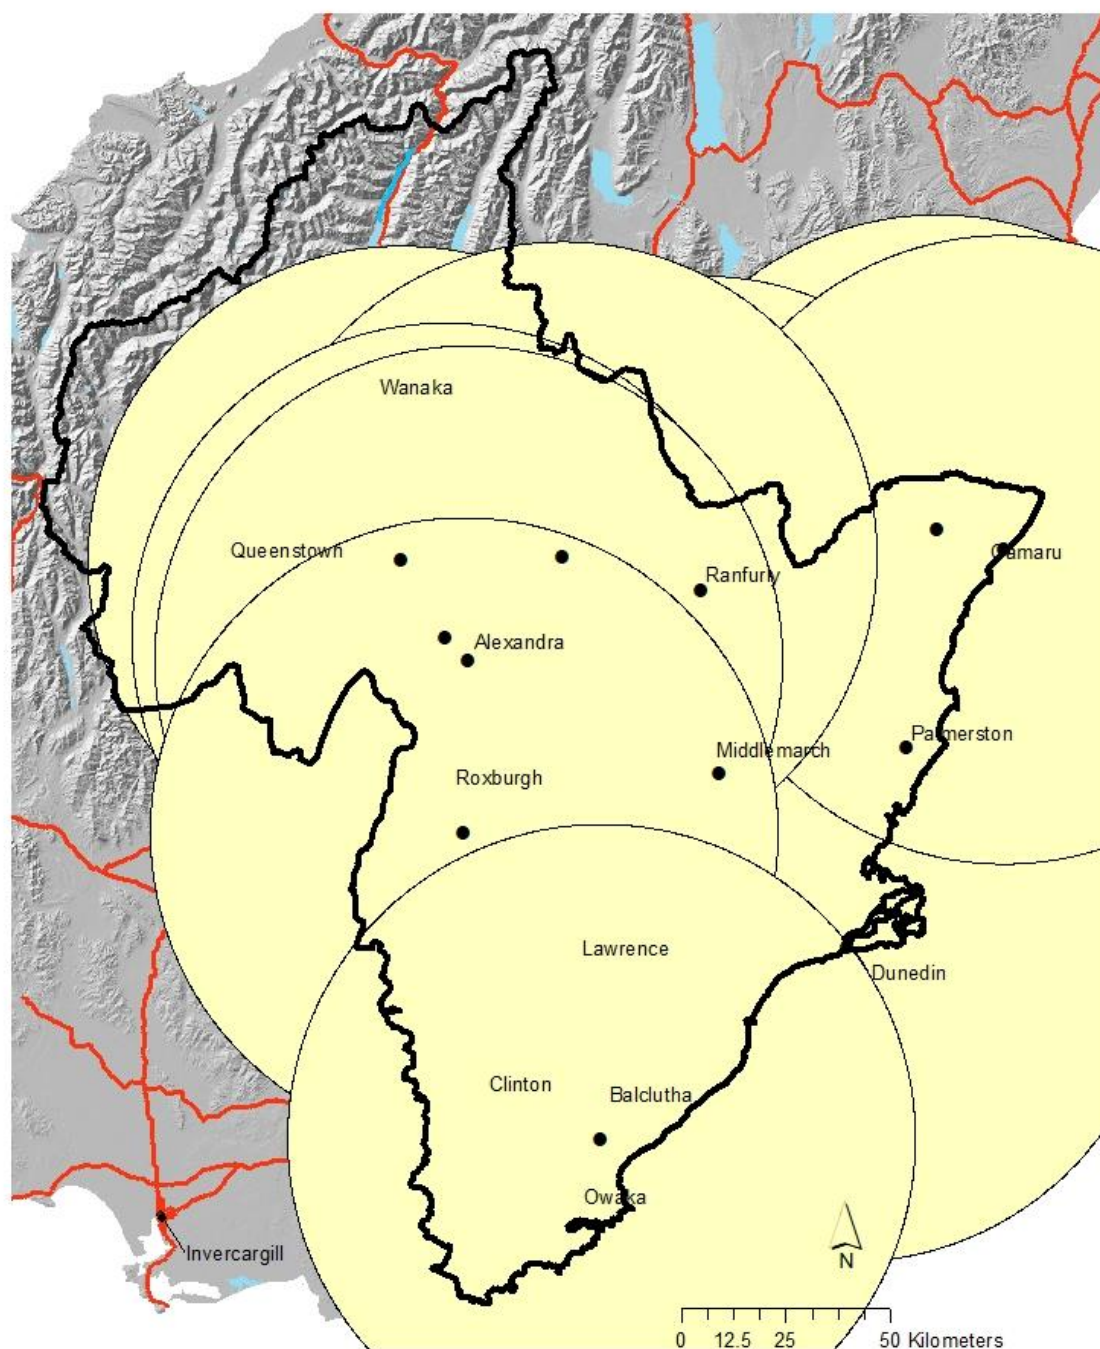 Wanaka
Queenstown
Ranfurly
Oamaru
Alexandra
Palmerston
Middlemarch
Roxburgh
Lawrence
Dunedin
Clinton
Balclutha
Owaka
Invercargill
N
0 12.5 25 50 Kilometers